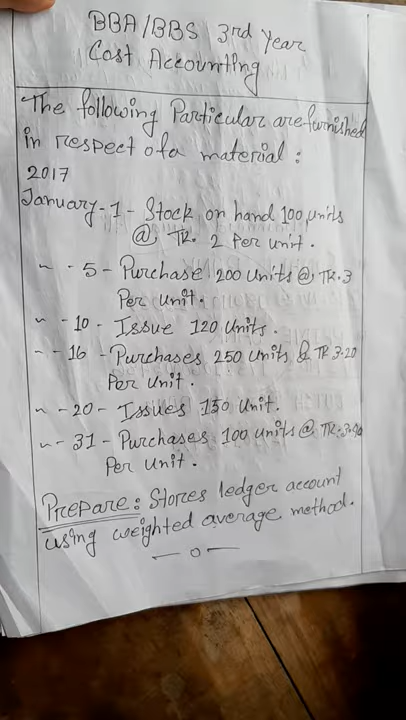 BBA/BBS 3rd Year
Cost Accounting
The following Particular are furnished
in respect of a material :
2017
January-1- Stock on hand 100 units
@ TK. 2 Per unit.
~ - 5 - Purchase 200 units @ TK.3
Per unit.
~ - 10 - Issue 120 units.
~ - 16 - Purchases 250 units & TK 3.20
Per unit.
~ - 20 - Issues 150 unit.
~ - 31 - Purchases 100 units @ TK.
Per unit.
Prepare: Stores ledger account
using weighted average method.
— o —